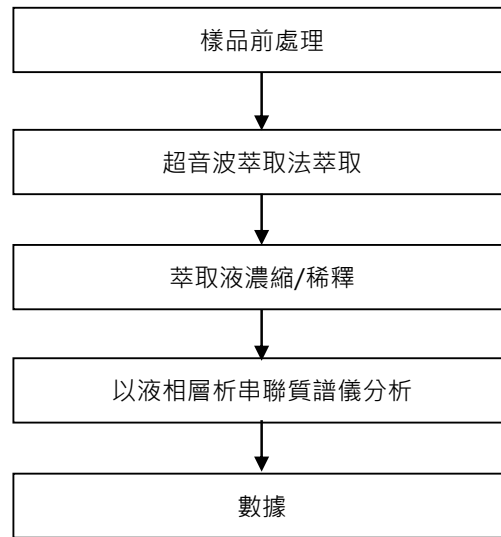 樣品前處理
超音波萃取法萃取
萃取液濃縮/稀釋
以液相層析串聯質譜儀分析
數據